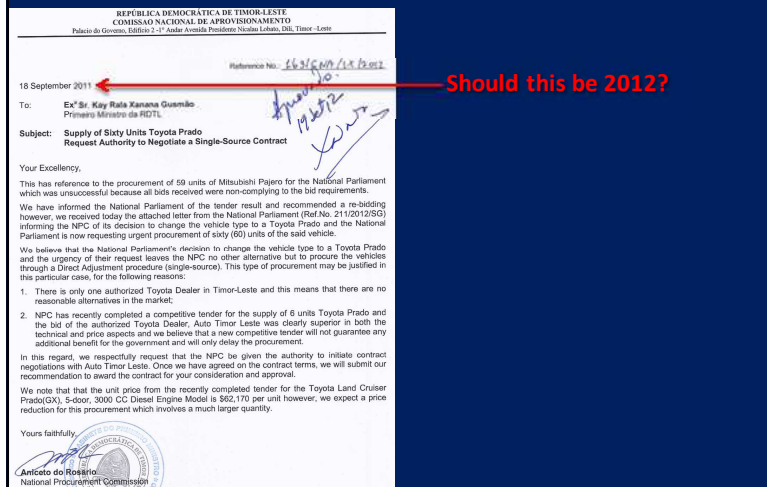 REPÚBLICA DEMOCRÁTICA DE TIMOR-LESTE
COMISSAO NACIONAL DE APROVISIONAMENTO
Palacio do Governo, Edifício 2 -1º Andar Avenida Presidente Nicalau Lobato, Dili, Timor –Leste
Reference No.: 163/GNA/IX/2012
Aprovado.
19 Set 12
18 September 2011
Should this be 2012?
To: Exº Sr. Kay Rala Xanana Gusmão
Primeiro Ministro da RDTL
Subject: Supply of Sixty Units Toyota Prado
Request Authority to Negotiate a Single-Source Contract
Your Excellency,
This has reference to the procurement of 59 units of Mitsubishi Pajero for the National Parliament
which was unsuccessful because all bids received were non-complying to the bid requirements.
We have informed the National Parliament of the tender result and recommended a re-bidding
however, we received today the attached letter from the National Parliament (Ref.No. 211/2012/SG)
informing the NPC of its decision to change the vehicle type to a Toyota Prado and the National
Parliament is now requesting urgent procurement of sixty (60) units of the said vehicle.
We believe that the National Parliament's decision to change the vehicle type to a Toyota Prado
and the urgency of their request leaves the NPC no other alternative but to procure the vehicles
through a Direct Adjustment procedure (single-source). This type of procurement may be justified in
this particular case, for the following reasons:
1. There is only one authorized Toyota Dealer in Timor-Leste and this means that there are no
reasonable alternatives in the market;
2. NPC has recently completed a competitive tender for the supply of 6 units Toyota Prado and
the bid of the authorized Toyota Dealer, Auto Timor Leste was clearly superior in both the
technical and price aspects and we believe that a new competitive tender will not guarantee any
additional benefit for the government and will only delay the procurement.
In this regard, we respectfully request that the NPC be given the authority to initiate contract
negotiations with Auto Timor Leste. Once we have agreed on the contract terms, we will submit our
recommendation to award the contract for your consideration and approval.
We note that that the unit price from the recently completed tender for the Toyota Land Cruiser
Prado(GX), 5-door, 3000 CC Diesel Engine Model is $62,170 per unit however, we expect a price
reduction for this procurement which involves a much larger quantity.
Yours faithfully,
Aniceto do Rosario
National Procurement Commission